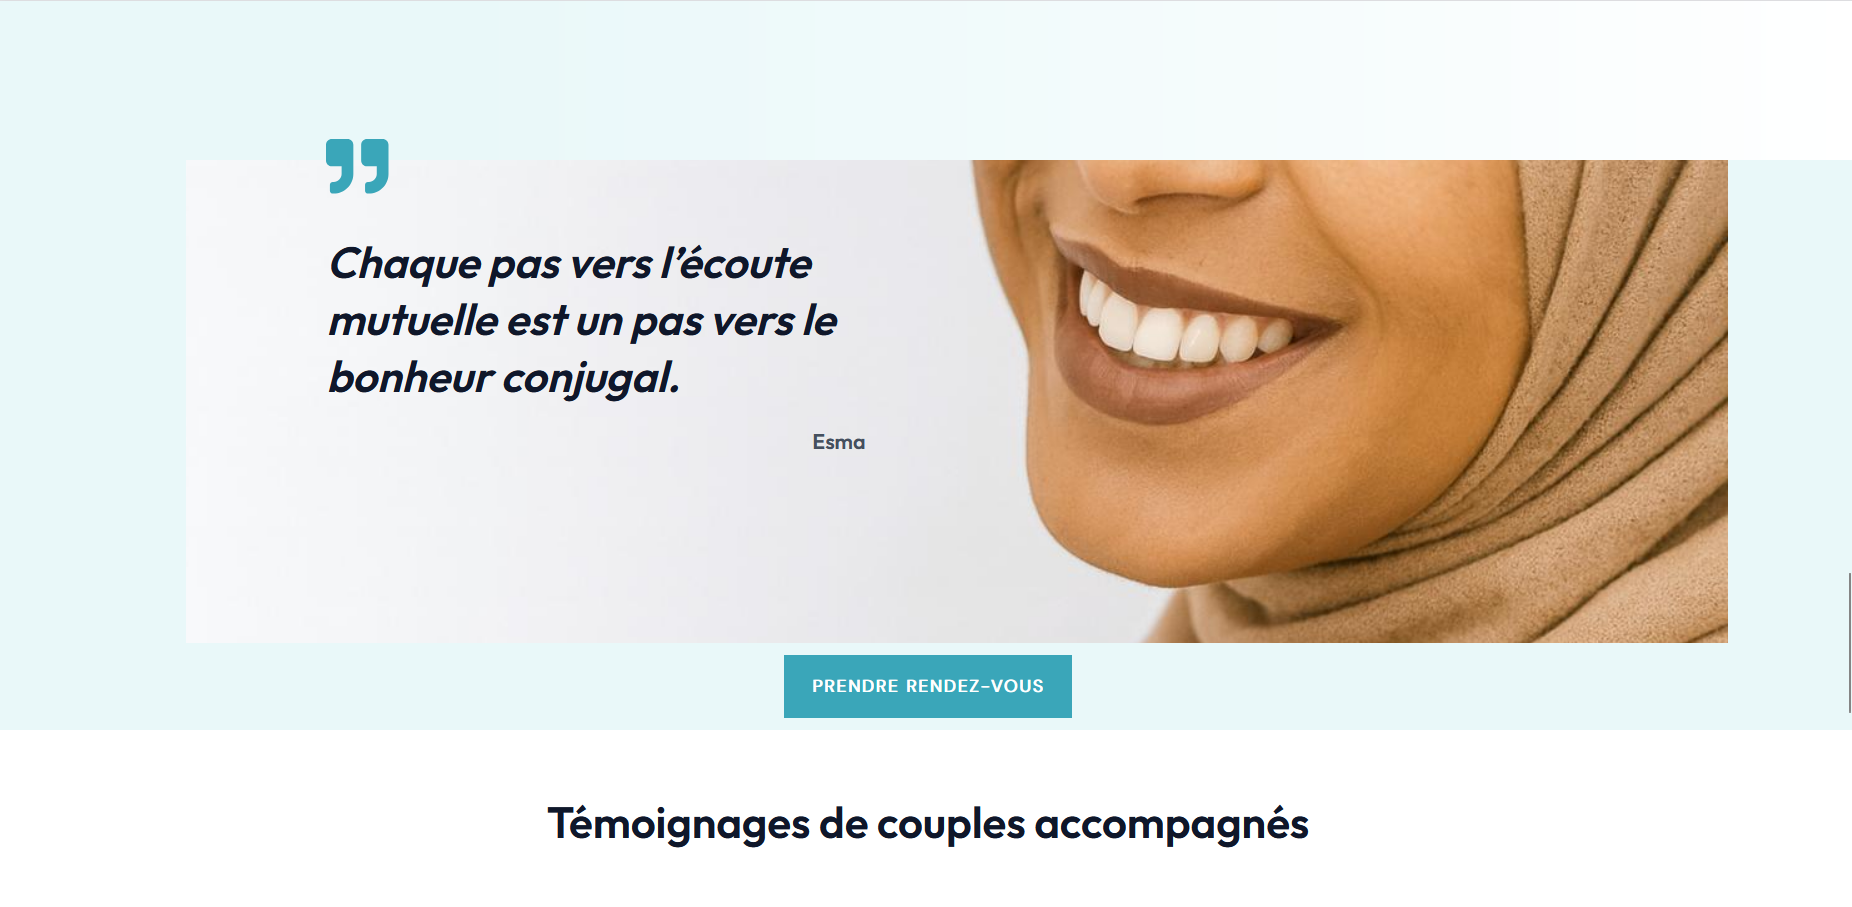 Chaque pas vers l’écoute
mutuelle est un pas vers le
bonheur conjugal.
Esma
PRENDRE RENDEZ-VOUS
Témoignages de couples accompagnés